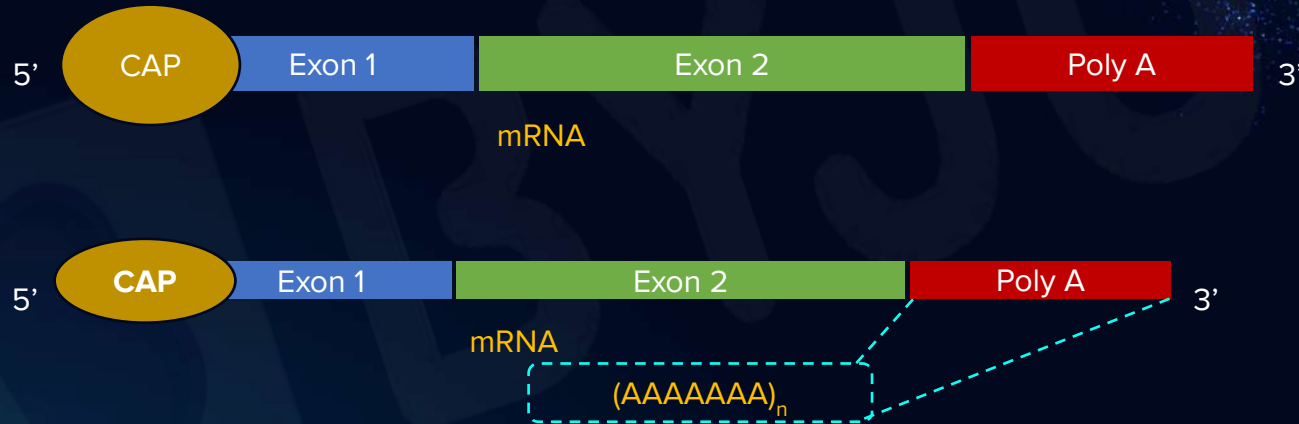 5’ CAP Exon 1 Exon 2 Poly A 3’
mRNA
5’ CAP Exon 1 Exon 2 Poly A 3’
mRNA
(AAAAAAA)n